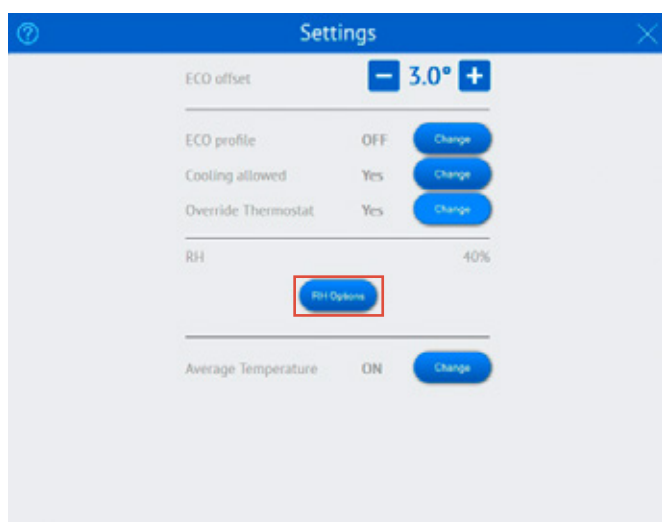 Settings
ECO offset − 3.0° +
ECO profile OFF Change
Cooling allowed Yes Change
Override Thermostat Yes Change
RH 40%
RH Options
Average Temperature ON Change